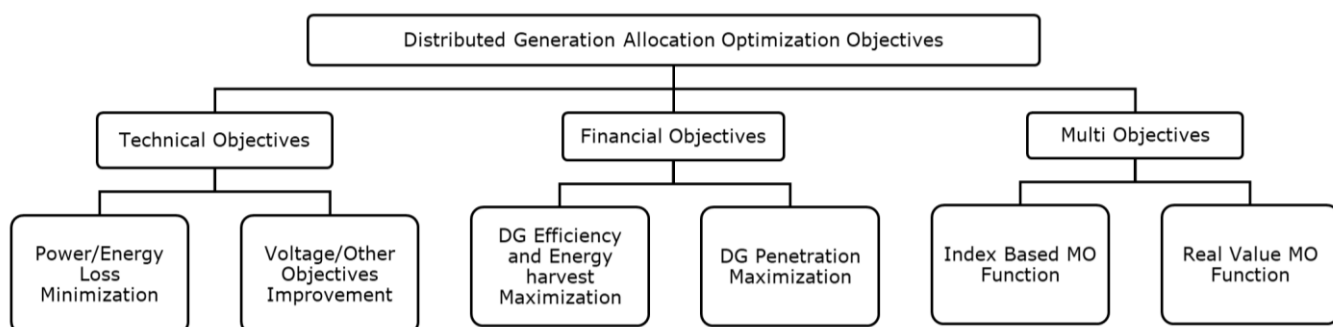 Distributed Generation Allocation Optimization Objectives
Technical Objectives
Financial Objectives
Multi Objectives
Power/Energy
Loss
Minimization
Voltage/Other
Objectives
Improvement
DG Efficiency
and Energy
harvest
Maximization
DG Penetration
Maximization
Index Based MO
Function
Real Value MO
Function